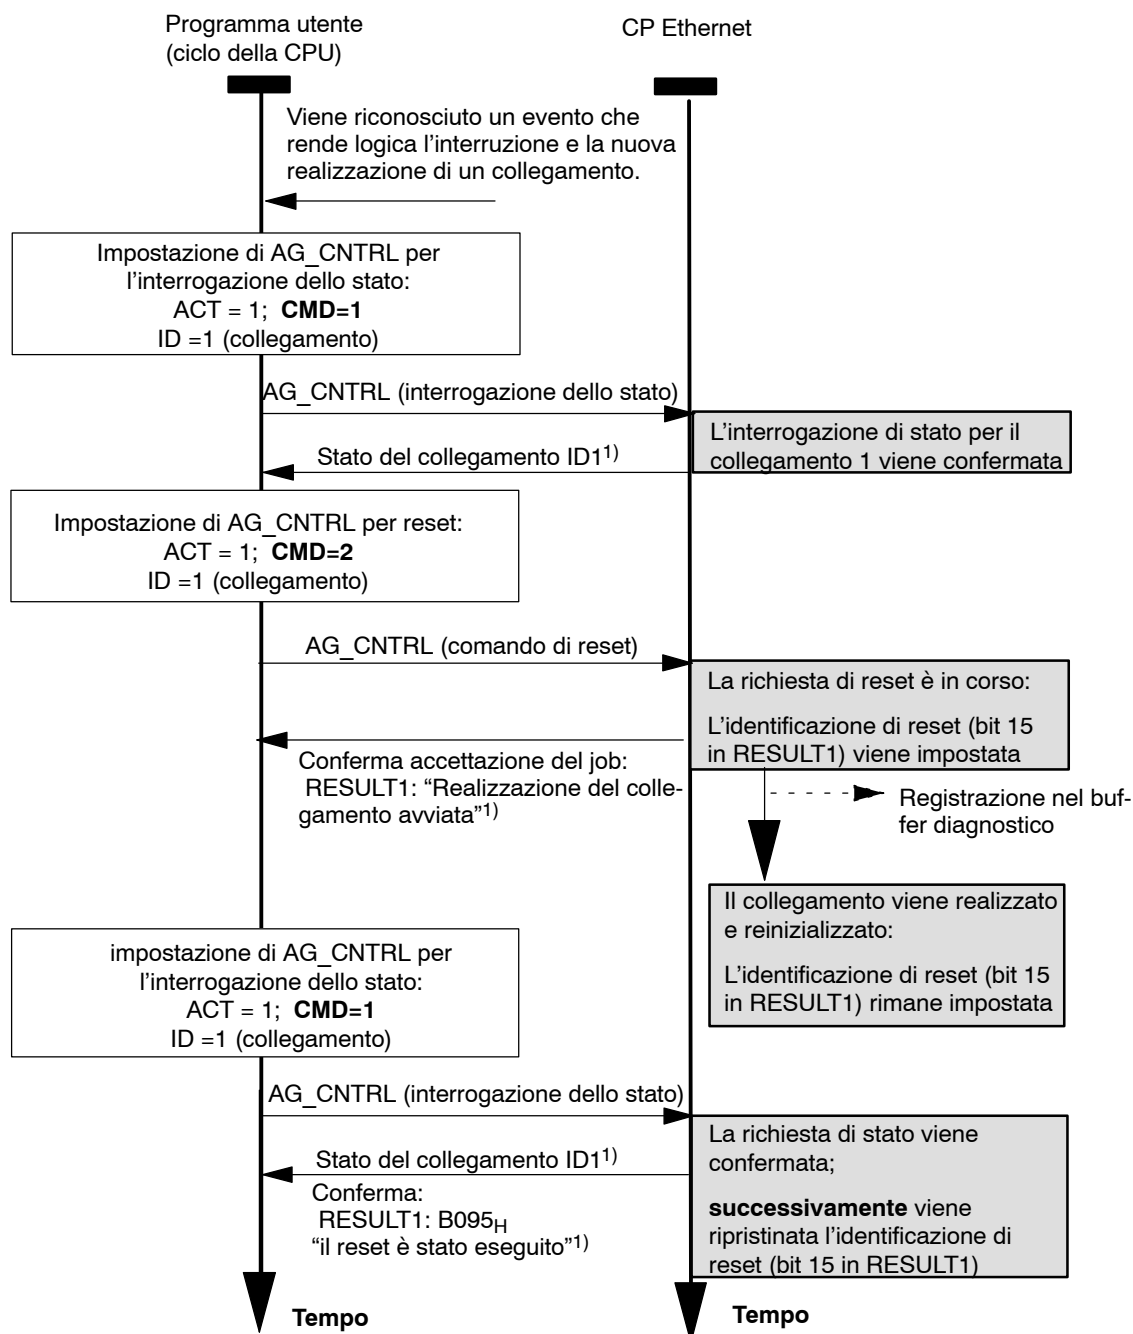 Programma utente
(ciclo della CPU)
CP Ethernet
Viene riconosciuto un evento che
rende logica l'interruzione e la nuova
realizzazione di un collegamento.
Impostazione di AG_CNTRL per
l'interrogazione dello stato:
ACT = 1; CMD=1
ID =1 (collegamento)
AG_CNTRL (interrogazione dello stato)
L'interrogazione di stato per il
collegamento 1 viene confermata
Stato del collegamento ID1¹⁾
Impostazione di AG_CNTRL per reset:
ACT = 1; CMD=2
ID =1 (collegamento)
AG_CNTRL (comando di reset)
La richiesta di reset è in corso:
L'identificazione di reset (bit 15
in RESULT1) viene impostata
Conferma accettazione del job:
RESULT1: “Realizzazione del colle-
gamento avviata”¹⁾
Registrazione nel buf-
fer diagnostico
Il collegamento viene realizzato
e reinizializzato:
L'identificazione di reset (bit 15
in RESULT1) rimane impostata
impostazione di AG_CNTRL per
l'interrogazione dello stato:
ACT = 1; CMD=1
ID =1 (collegamento)
AG_CNTRL (interrogazione dello stato)
La richiesta di stato viene
confermata;
successivamente viene
ripristinata l'identificazione di
reset (bit 15 in RESULT1)
Stato del collegamento ID1¹⁾
Conferma:
RESULT1: B095H
“il reset è stato eseguito”¹⁾
Tempo
Tempo